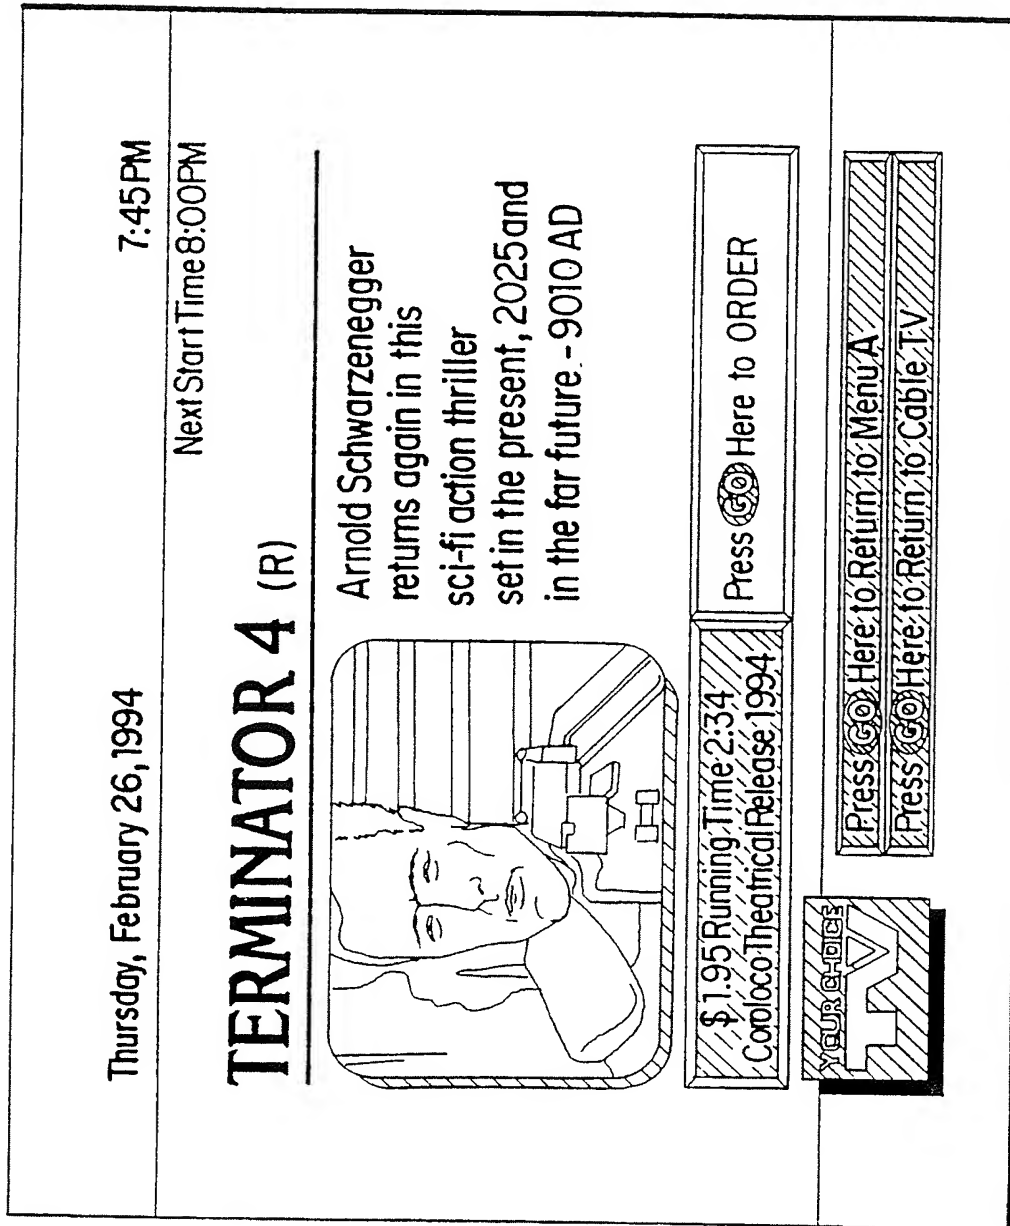 Thursday, February 26, 1994 7:45PM
Next Start Time 8:00PM
TERMINATOR 4 (R)
Arnold Schwarzenegger
returns again in this
sci-fi action thriller
set in the present, 2025 and
in the far future - 9010 AD
$1.95 Running Time 2:34
Coroloco Theatrical Release 1994
Press GO Here to ORDER
YOUR CHOICE
TV
Press GO Here to Return to Menu A
Press GO Here to Return to Cable TV